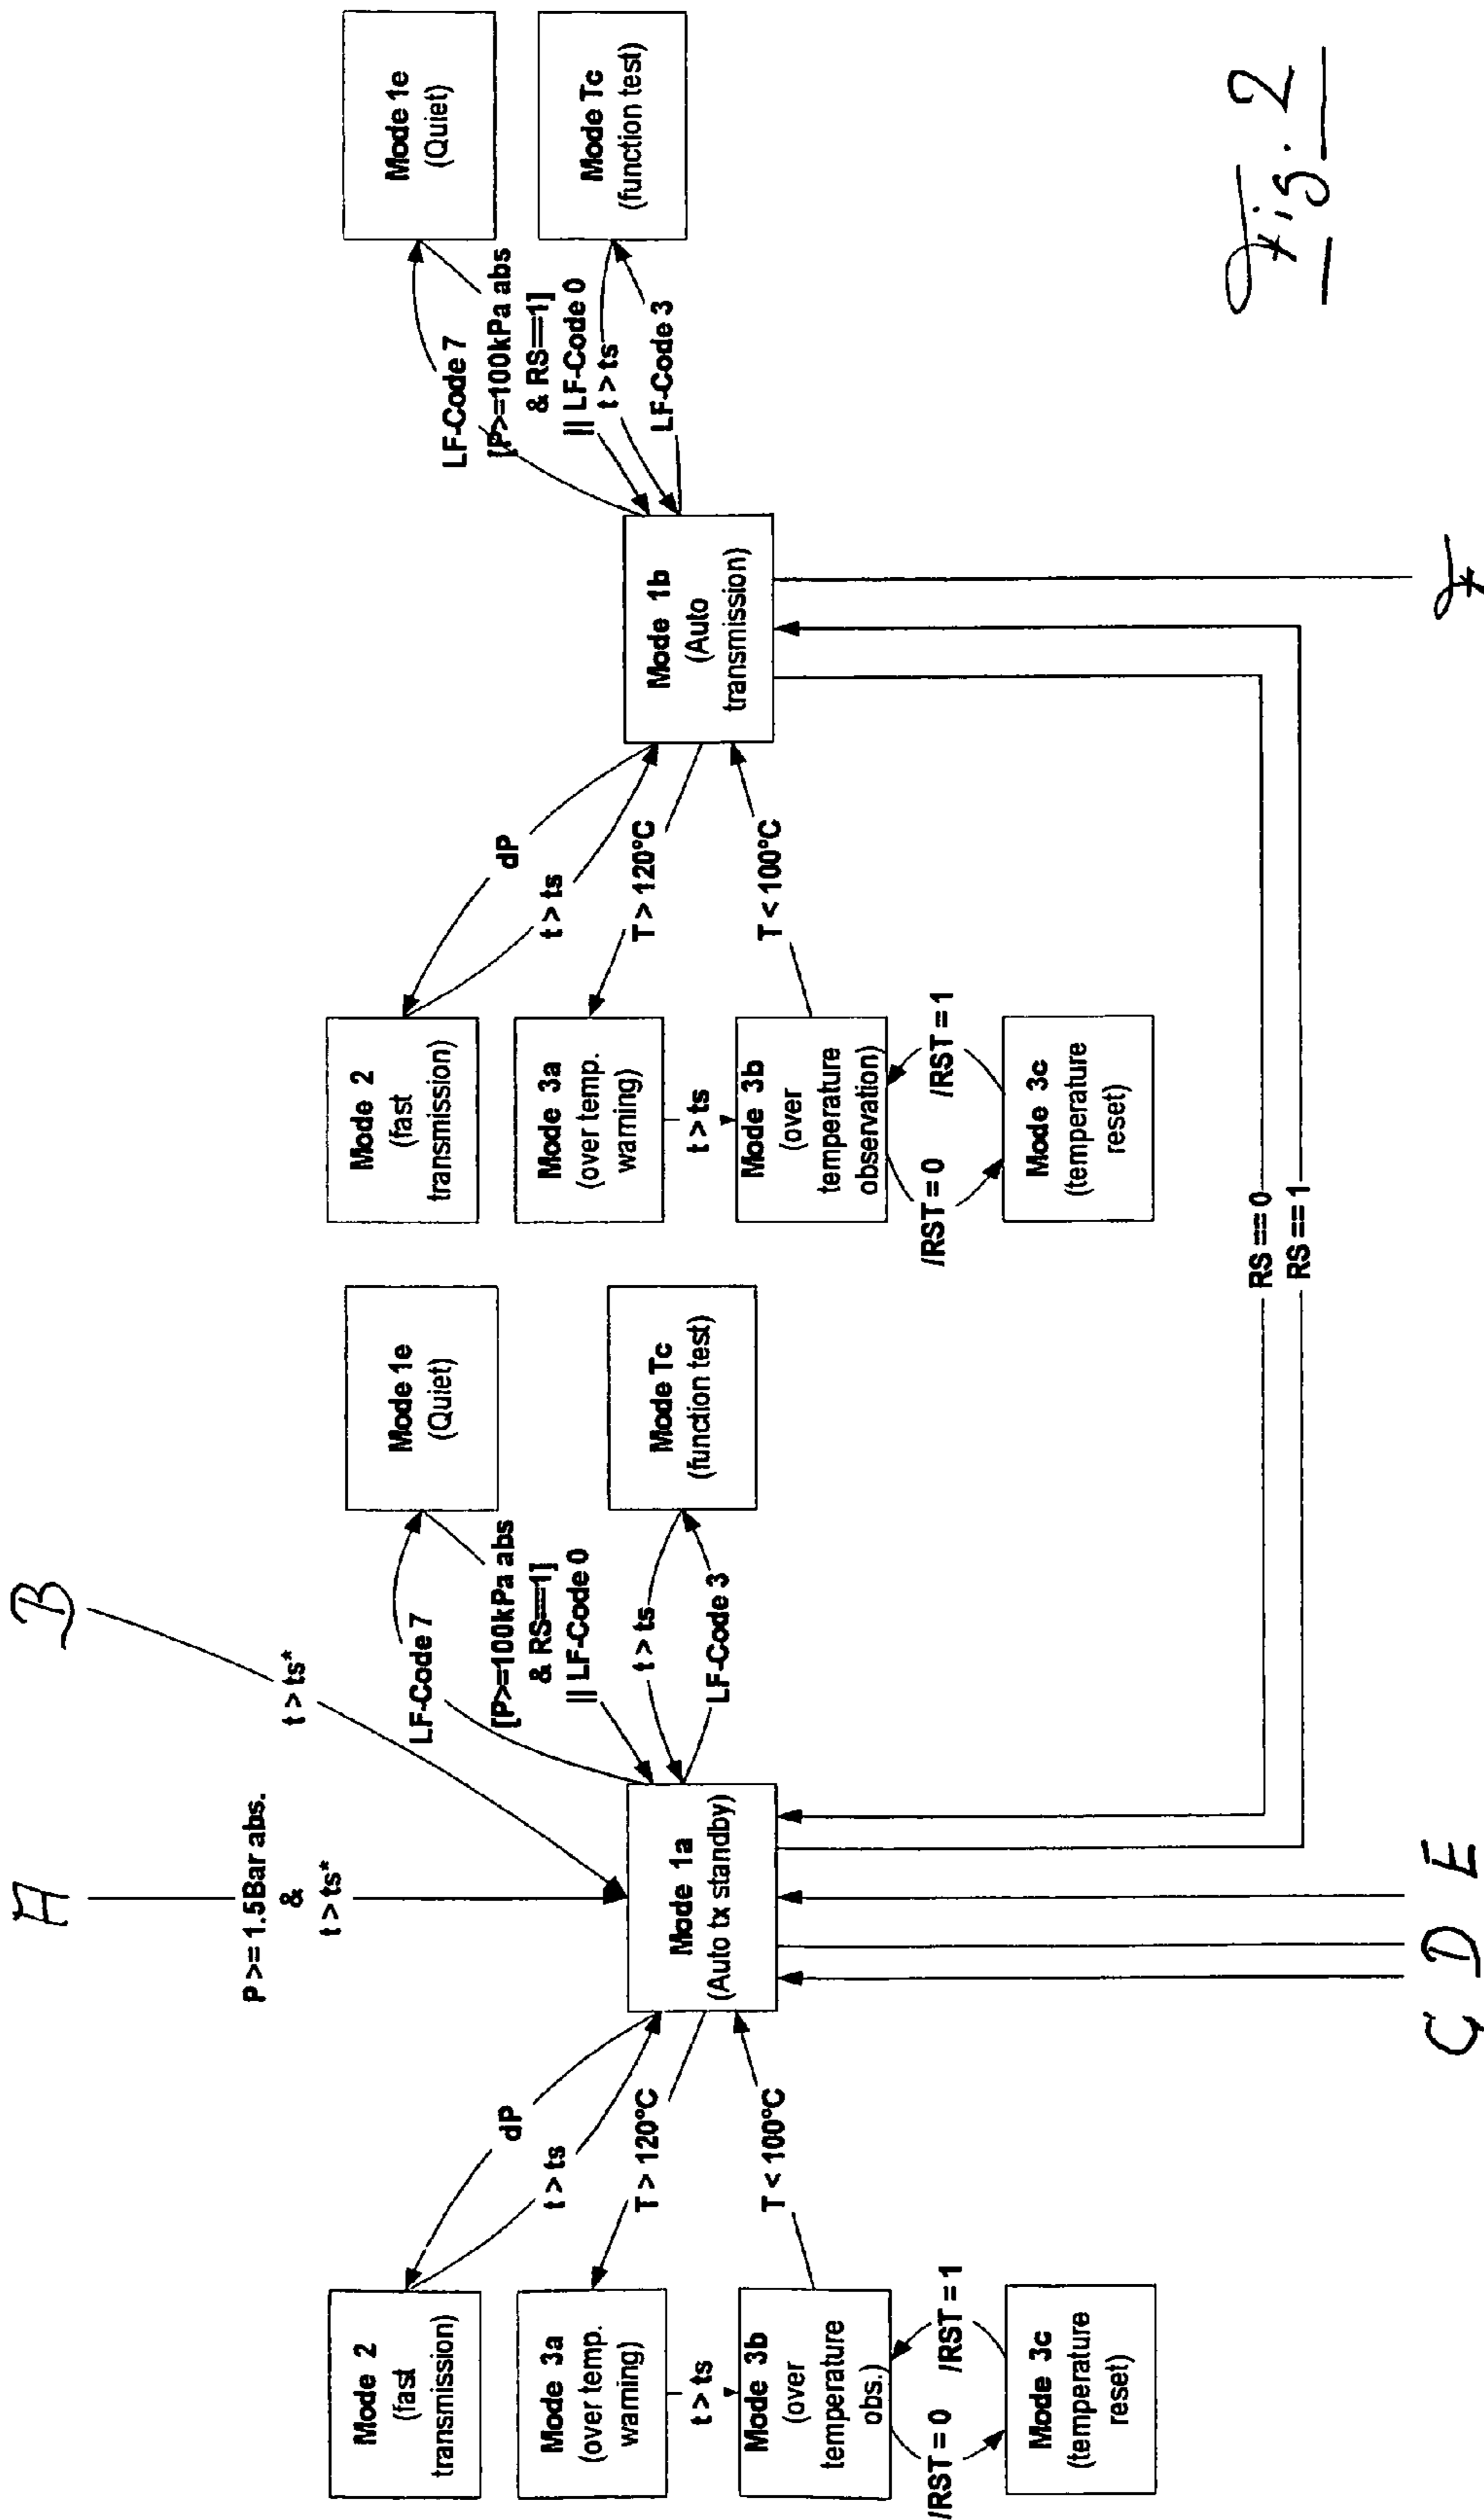 A
B
P >= 1.5Bar abs.
&
t > ts*
t > ts*
Mode 2
(fast
transmission)
dP
t > ts
Mode 3a
(over temp.
warning)
T > 120°C
t > ts
Mode 3b
(over
temperature
obs.)
T < 100°C
/RST = 0
/RST = 1
Mode 3c
(temperature
reset)
Mode 1a
(Auto tx standby)
LF-Code 7
[P>=100kPa abs
& RS==1]
|| LF-Code 0
t > ts
LF-Code 3
Mode 1e
(Quiet)
Mode Tc
(function test)
Mode 2
(fast
transmission)
dP
t > ts
Mode 3a
(over temp.
warning)
T > 120°C
t > ts
Mode 3b
(over
temperature
observation)
T < 100°C
/RST = 0
/RST = 1
Mode 3c
(temperature
reset)
Mode 1b
(Auto
transmission)
LF-Code 7
[P>=100kPa abs
& RS==1]
|| LF-Code 0
t > ts
LF-Code 3
Mode 1e
(Quiet)
Mode Tc
(function test)
RS == 0
RS == 1
C D E
F
Fig. 2